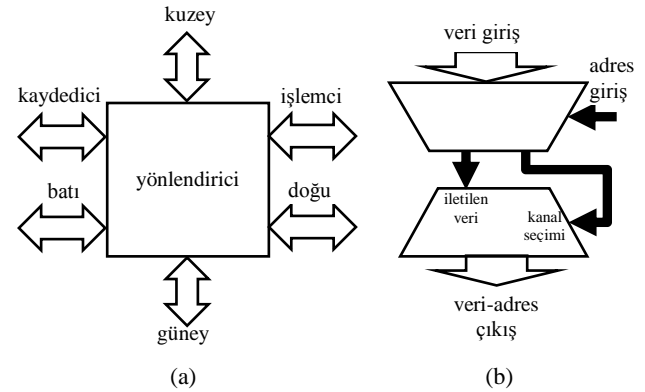 kuzey
kaydedici
işlemci
yönlendirici
batı
doğu
güney
(a)
veri giriş
adres
giriş
iletilen
veri
kanal
seçimi
veri-adres
çıkış
(b)